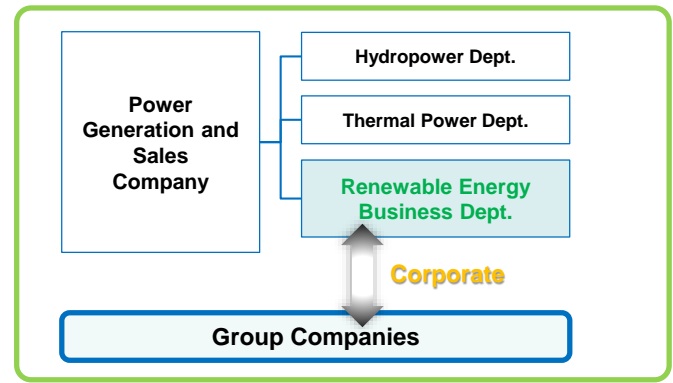 Power
Generation and
Sales
Company
Hydropower Dept.
Thermal Power Dept.
Renewable Energy
Business Dept.
Corporate
Group Companies